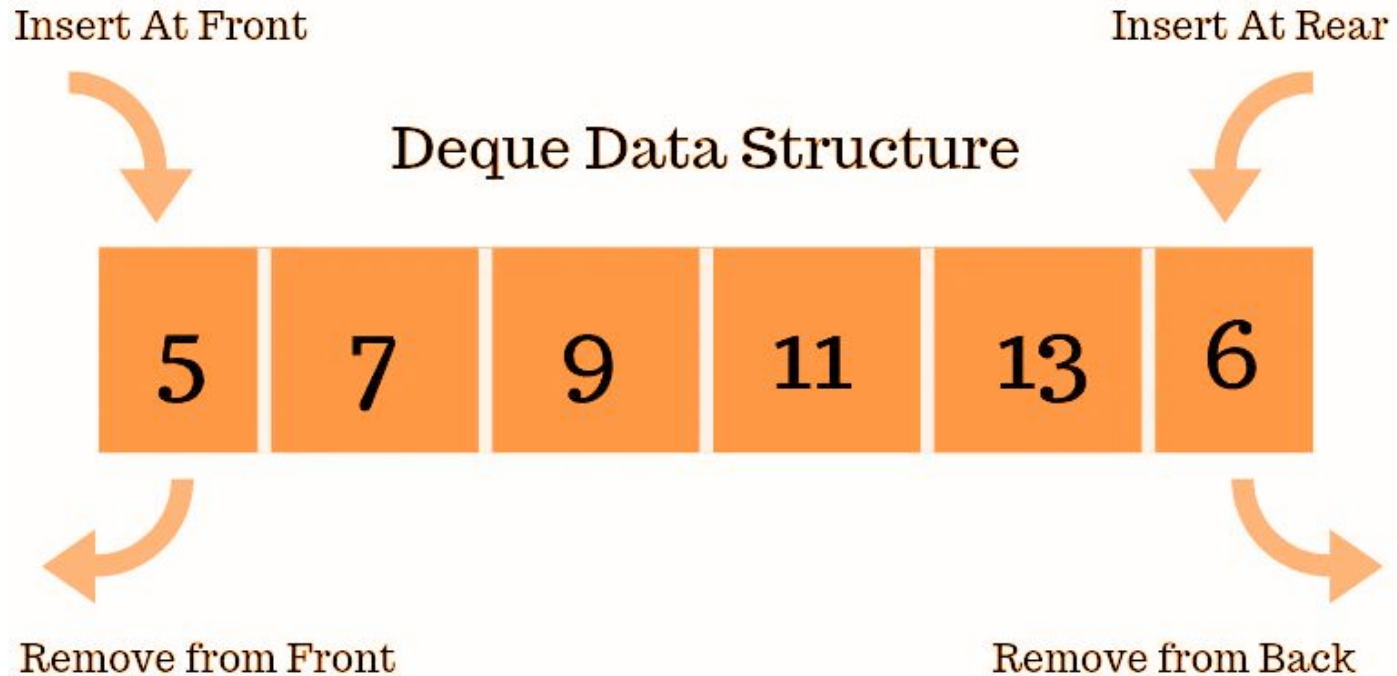 Insert At Front
Insert At Rear
Deque Data Structure
5 7 9 11 13 6
Remove from Front
Remove from Back